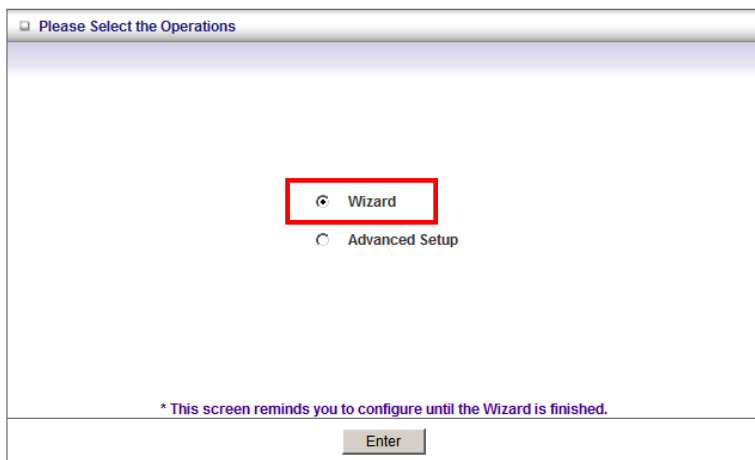 Please Select the Operations
Wizard
Advanced Setup
* This screen reminds you to configure until the Wizard is finished.
Enter